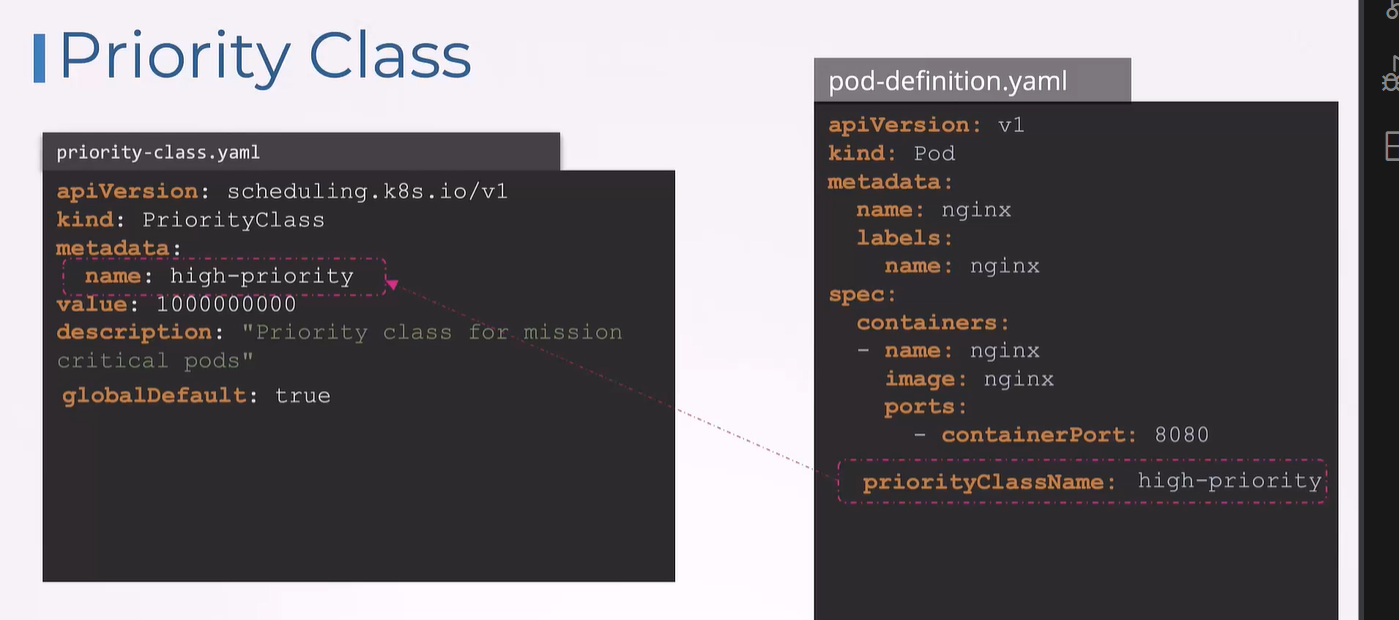 Priority Class
priority-class.yaml
apiVersion: scheduling.k8s.io/v1
kind: PriorityClass
metadata:
  name: high-priority
value: 1000000000
description: "Priority class for mission
critical pods"
globalDefault: true
pod-definition.yaml
apiVersion: v1
kind: Pod
metadata:
  name: nginx
  labels:
    name: nginx
spec:
  containers:
  - name: nginx
    image: nginx
    ports:
      - containerPort: 8080
  priorityClassName: high-priority